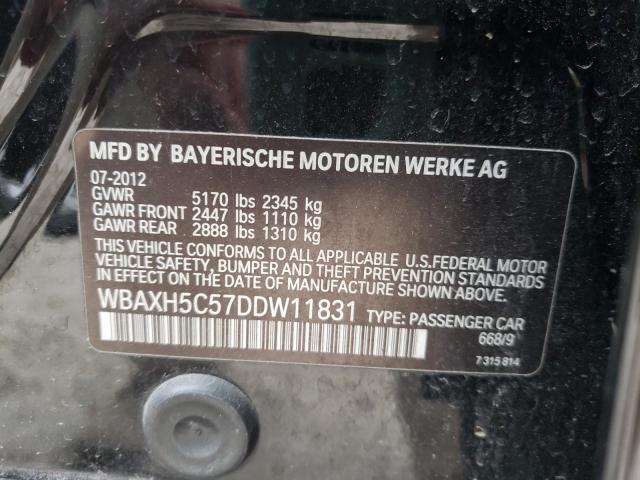 MFD BY BAYERISCHE MOTOREN WERKE AG
07-2012
GVWR 5170 lbs 2345 kg
GAWR FRONT 2447 lbs 1110 kg
GAWR REAR 2888 lbs 1310 kg
THIS VEHICLE CONFORMS TO ALL APPLICABLE U.S.FEDERAL MOTOR
VEHICLE SAFETY, BUMPER AND THEFT PREVENTION STANDARDS
IN EFFECT ON THE DATE OF MANUFACTURE SHOWN ABOVE.
WBAXH5C57DDW11831 TYPE: PASSENGER CAR
668/9
7 315 814